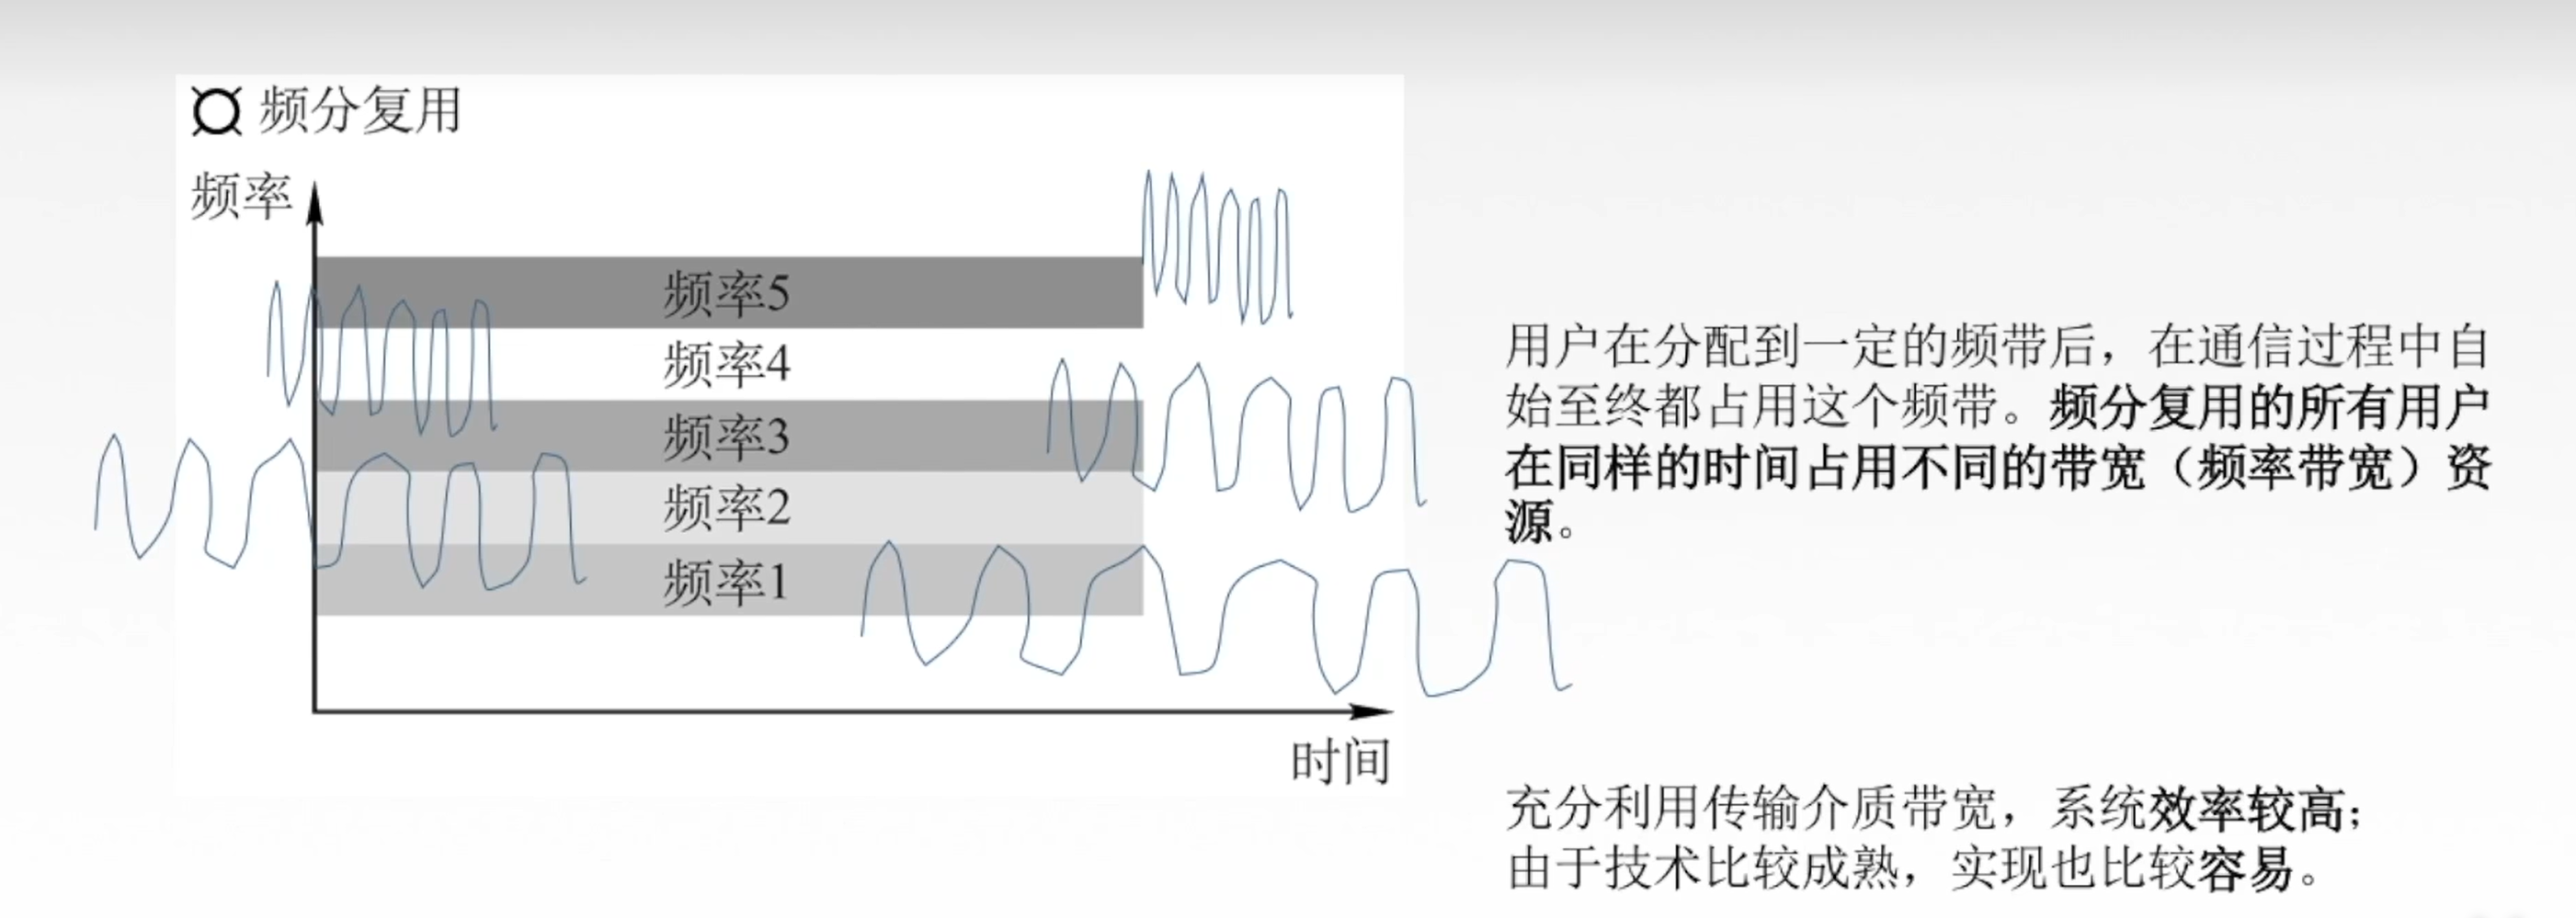 ¤ 频分复用
频率
频率5
频率4
频率3
频率2
频率1
时间
用户在分配到一定的频带后，在通信过程中自
始至终都占用这个频带。频分复用的所有用户
在同样的时间占用不同的带宽（频率带宽）资
源。
充分利用传输介质带宽，系统效率较高；
由于技术比较成熟，实现也比较容易。